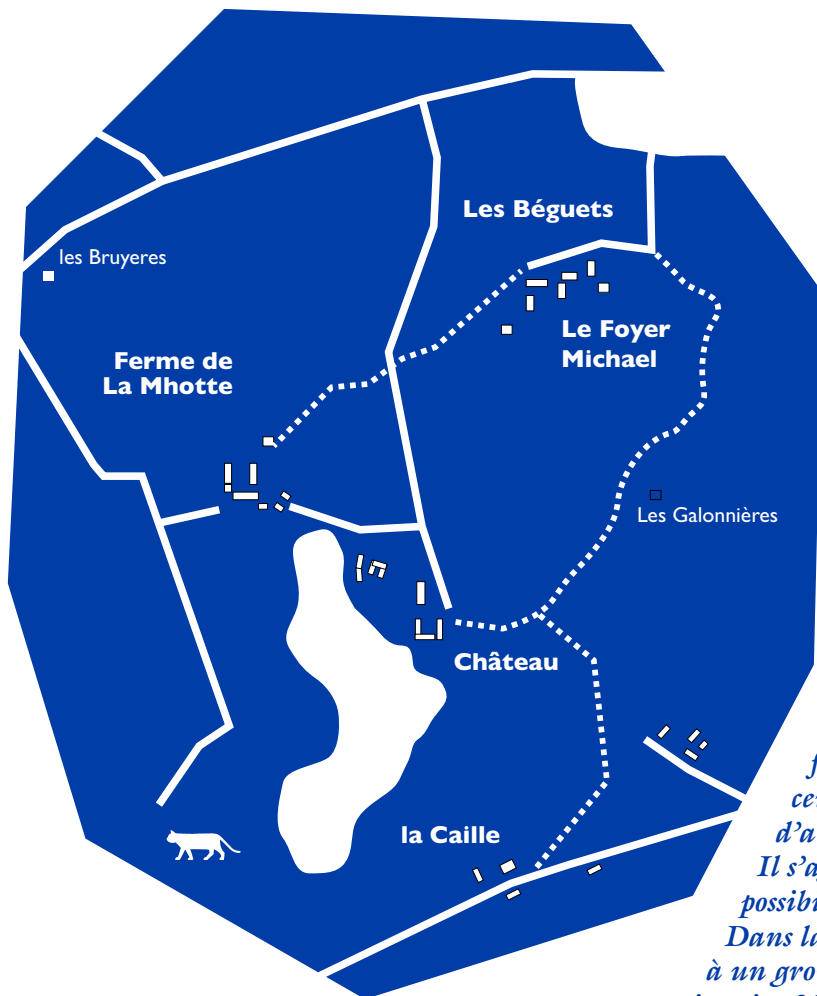 Les Béguets
les Bruyeres
Le Foyer
Michael
Ferme de
La Mhotte
Les Galonnières
Château
la Caille
d'a
Il s'a
possibi
Dans la
à un gro